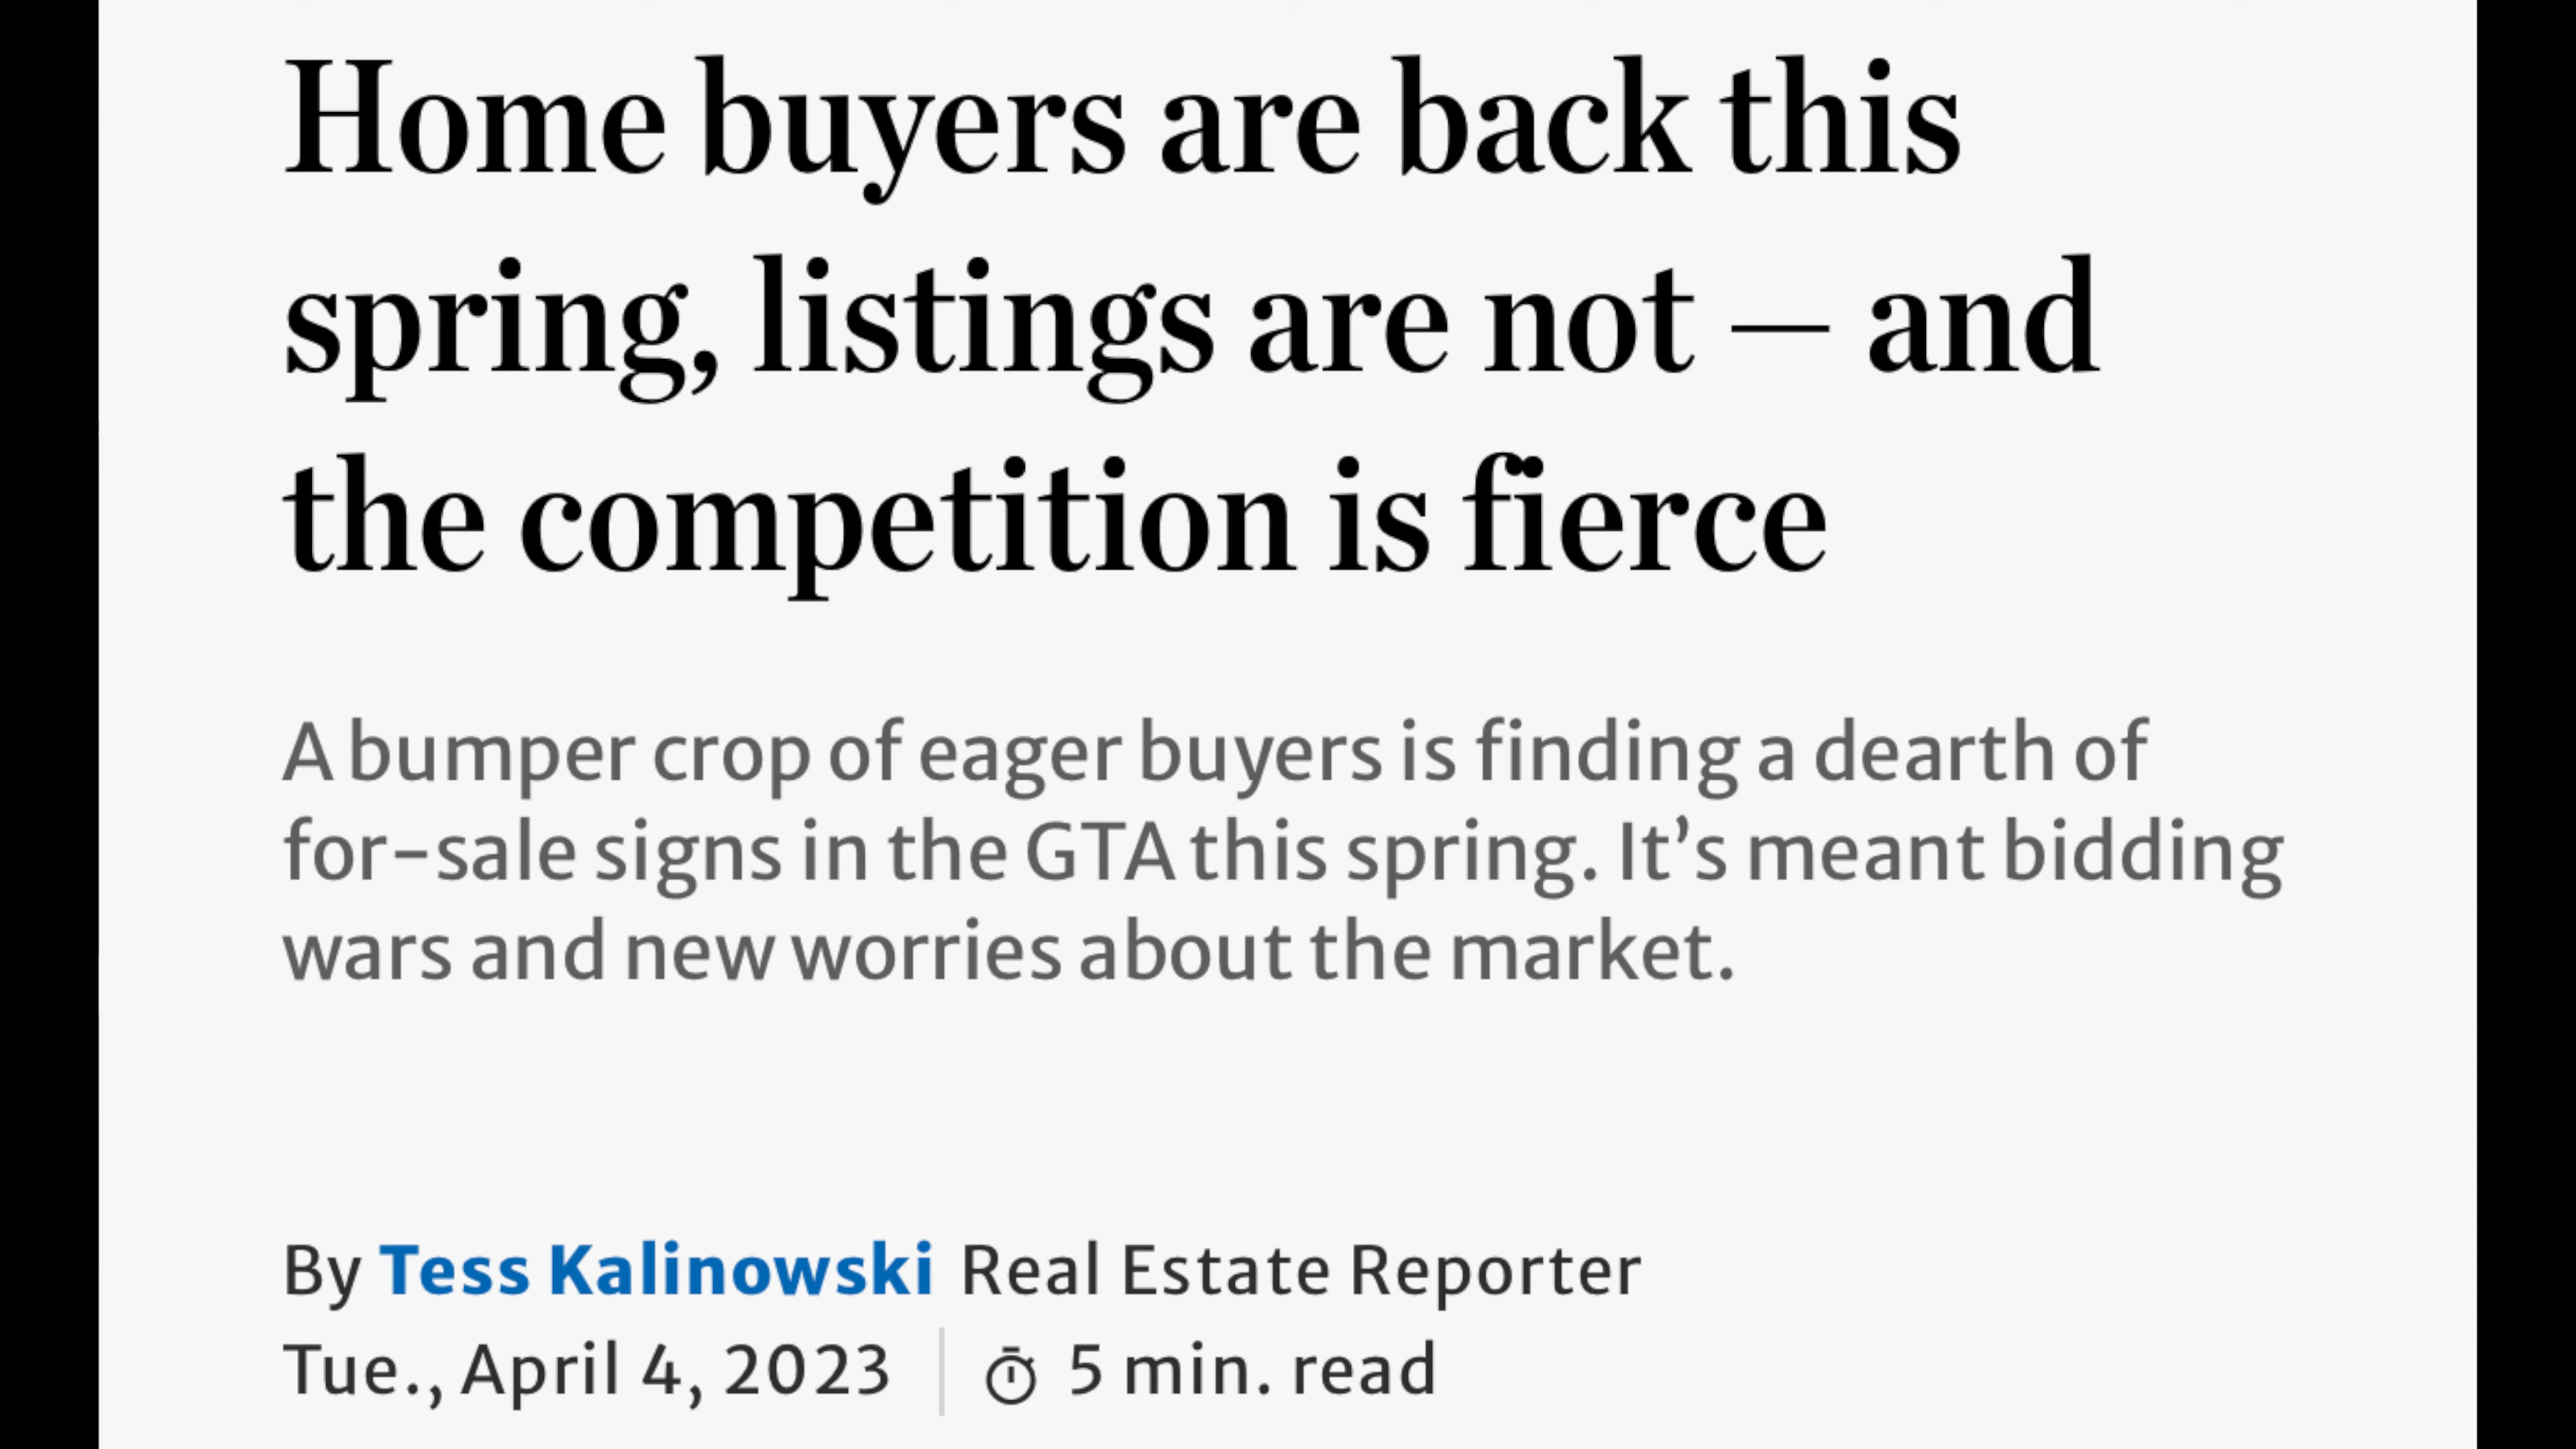 Home buyers are back this
spring, listings are not — and
the competition is fierce
A bumper crop of eager buyers is finding a dearth of
for-sale signs in the GTA this spring. It’s meant bidding
wars and new worries about the market.
By Tess Kalinowski Real Estate Reporter
Tue., April 4, 2023 5 min. read